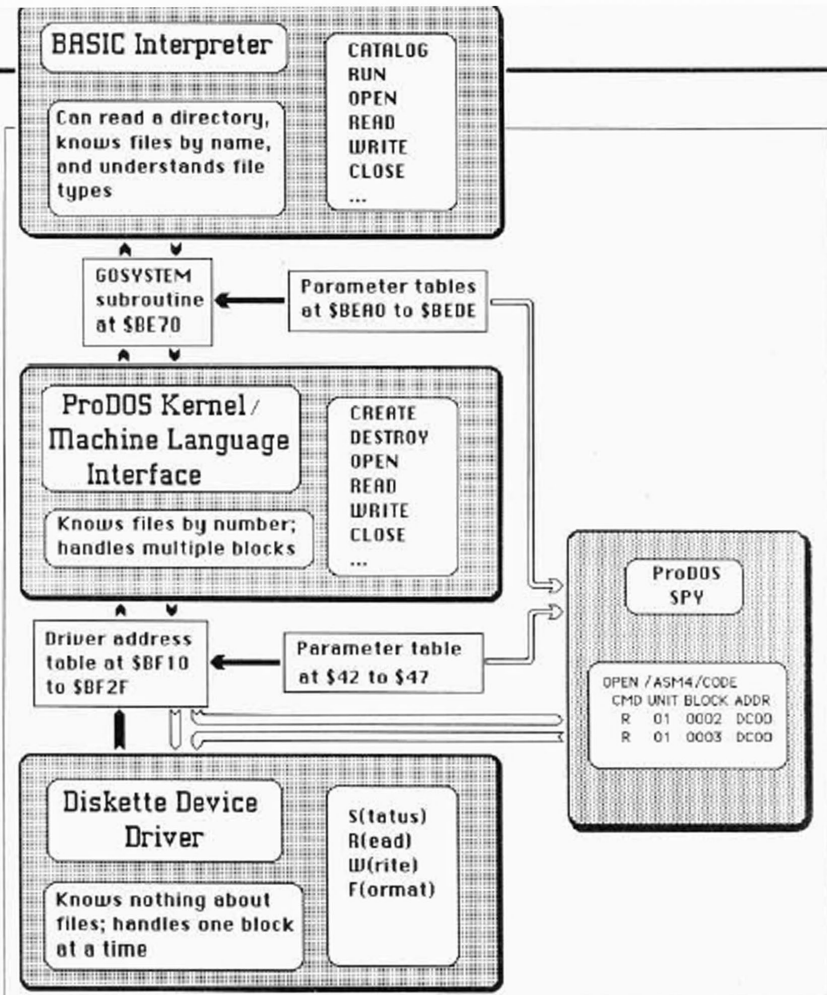 BASIC Interpreter
Can read a directory,
knows files by name,
and understands file
types
CATALOG
RUN
OPEN
READ
WRITE
CLOSE
...
GOSYSTEM
subroutine
at $BE70
Parameter tables
at $BEA0 to $BEDE
ProDOS Kernel/
Machine Language
Interface
Knows files by number;
handles multiple blocks
CREATE
DESTROY
OPEN
READ
WRITE
CLOSE
...
Driver address
table at $BF10
to $BF2F
Parameter table
at $42 to $47
ProDOS
SPY
OPEN /ASM4/CODE
CMD UNIT BLOCK ADDR
R 01 0002 DC00
R 01 0003 DC00
Diskette Device
Driver
Knows nothing about
files; handles one block
at a time
S(tatus)
R(ead)
W(rite)
F(ormat)